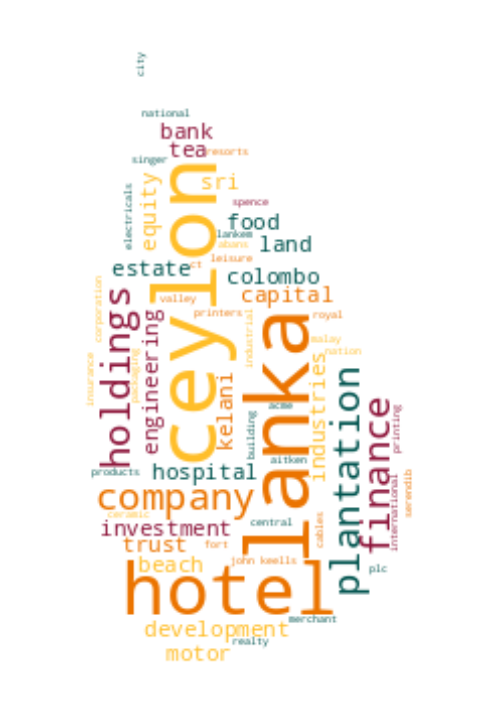 city
national
bank
tea
resorts
singer
sri
equity
electricals
spence
food
lankem
abans
land
ceylon
leisure
estate
ct
colombo
capital
valley
printers
royal
corporation
holdings
engineering
industrial
malay
nation
lanka
insurance
packaging
kelani
industries
plantation
acme
building
finance
printing
aitken
products
hospital
international
serendib
company
ceramic
investment
central
cables
trust
fort
beach
john keells
plc
hotel
merchant
development
realty
motor